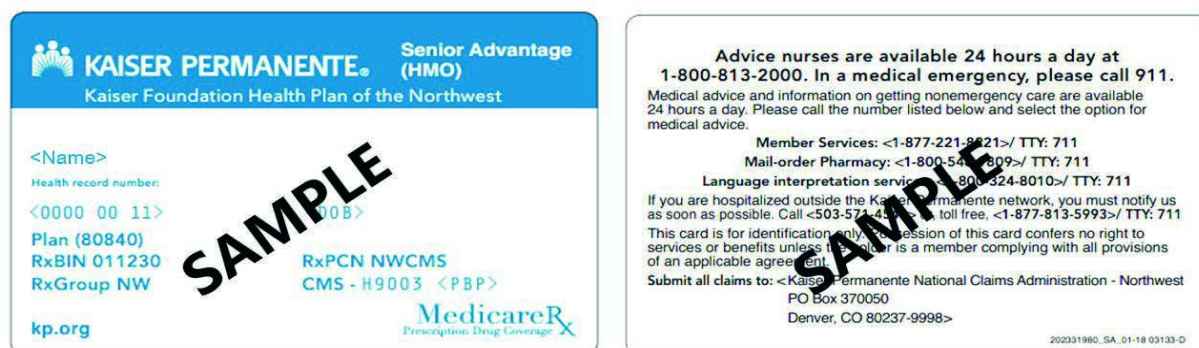 KAISER PERMANENTE®
Senior Advantage
(HMO)
Kaiser Foundation Health Plan of the Northwest
<Name>
Health record number:
<0000 00 11>
Plan (80840)
RxBIN 011230
RxPCN NWCMS
RxGroup NW
CMS - H9003 <PBP>
kp.org
MedicareRx
Prescription Drug Coverage
SAMPLE
Advice nurses are available 24 hours a day at
1-800-813-2000. In a medical emergency, please call 911.
Medical advice and information on getting nonemergency care are available
24 hours a day. Please call the number listed below and select the option for
medical advice.
Member Services: / TTY: 711
Mail-order Pharmacy: / TTY: 711
Language interpretation / TTY: 711
If you are hospitalized outside the Kaiser Permanente network, you must notify us
as soon as possible. Call toll free, <1-877-813-5993>/ TTY: 711
This card is for identification only. Possession of this card confers no right to
services or benefits unless the holder is a member complying with all provisions
of an applicable agreement.
Submit all claims to: <Kaiser Permanente National Claims Administration - Northwest
PO Box 370050
Denver, CO 80237-9998>
202331980_SA_01-18 03133-D
SAMPLE